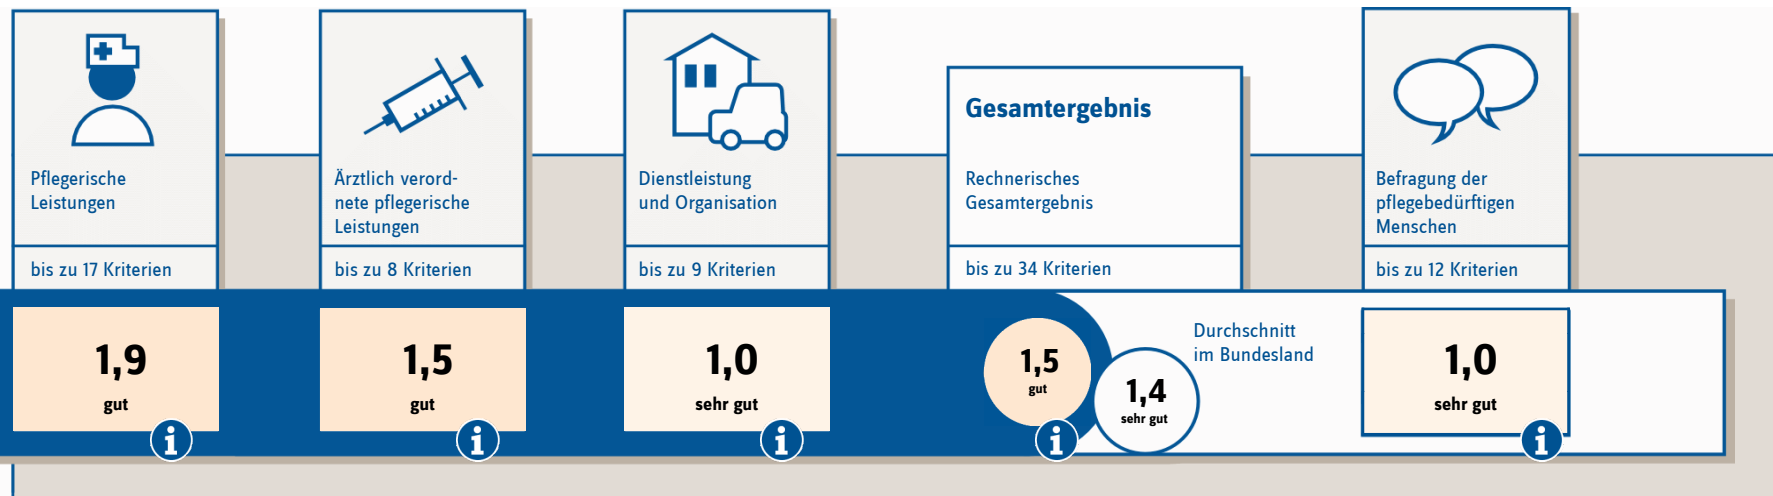 Pflegerische
Leistungen
bis zu 17 Kriterien
1,9
gut
i
Ärztlich verord-
nete pflegerische
Leistungen
bis zu 8 Kriterien
1,5
gut
i
Dienstleistung
und Organisation
bis zu 9 Kriterien
1,0
sehr gut
i
Gesamtergebnis
Rechnerisches
Gesamtergebnis
bis zu 34 Kriterien
1,5
gut
i
1,4
sehr gut
Durchschnitt
im Bundesland
Befragung der
pflegebedürftigen
Menschen
bis zu 12 Kriterien
1,0
sehr gut
i